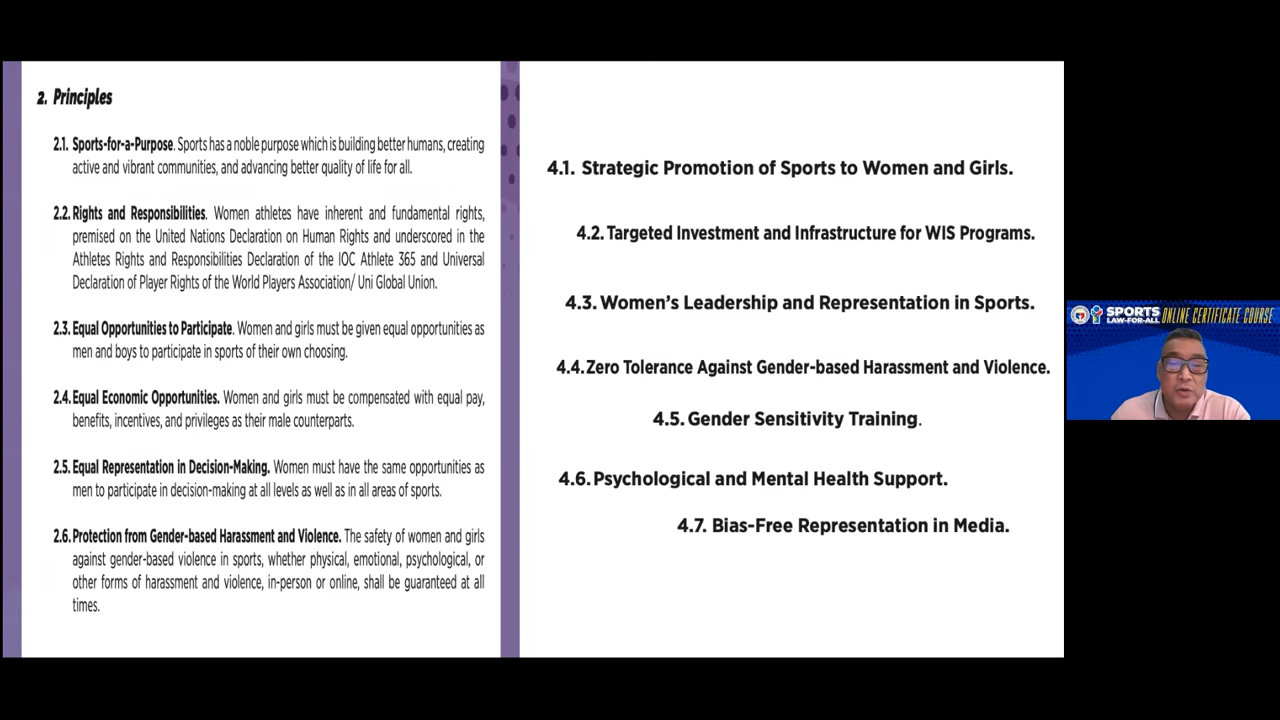 2. Principles
2.1. Sports-for-a-Purpose. Sports has a noble purpose which is building better humans, creating
active and vibrant communities, and advancing better quality of life for all.
2.2. Rights and Responsibilities. Women athletes have inherent and fundamental rights,
premised on the United Nations Declaration on Human Rights and underscored in the
Athletes Rights and Responsibilities Declaration of the IOC Athlete 365 and Universal
Declaration of Player Rights of the World Players Association/ Uni Global Union.
2.3. Equal Opportunities to Participate. Women and girls must be given equal opportunities as
men and boys to participate in sports of their own choosing.
2.4. Equal Economic Opportunities. Women and girls must be compensated with equal pay,
benefits, incentives, and privileges as their male counterparts.
2.5. Equal Representation in Decision-Making. Women must have the same opportunities as
men to participate in decision-making at all levels as well as in all areas of sports.
2.6. Protection from Gender-based Harassment and Violence. The safety of women and girls
against gender-based violence in sports, whether physical, emotional, psychological, or
other forms of harassment and violence, in-person or online, shall be guaranteed at all
times.
4.1. Strategic Promotion of Sports to Women and Girls.
4.2. Targeted Investment and Infrastructure for WIS Programs.
4.3. Women's Leadership and Representation in Sports.
4.4. Zero Tolerance Against Gender-based Harassment and Violence.
4.5. Gender Sensitivity Training.
4.6. Psychological and Mental Health Support.
4.7. Bias-Free Representation in Media.
SPORTS
LAW-FOR-ALL
ONLINE CERTIFICATE COURSE